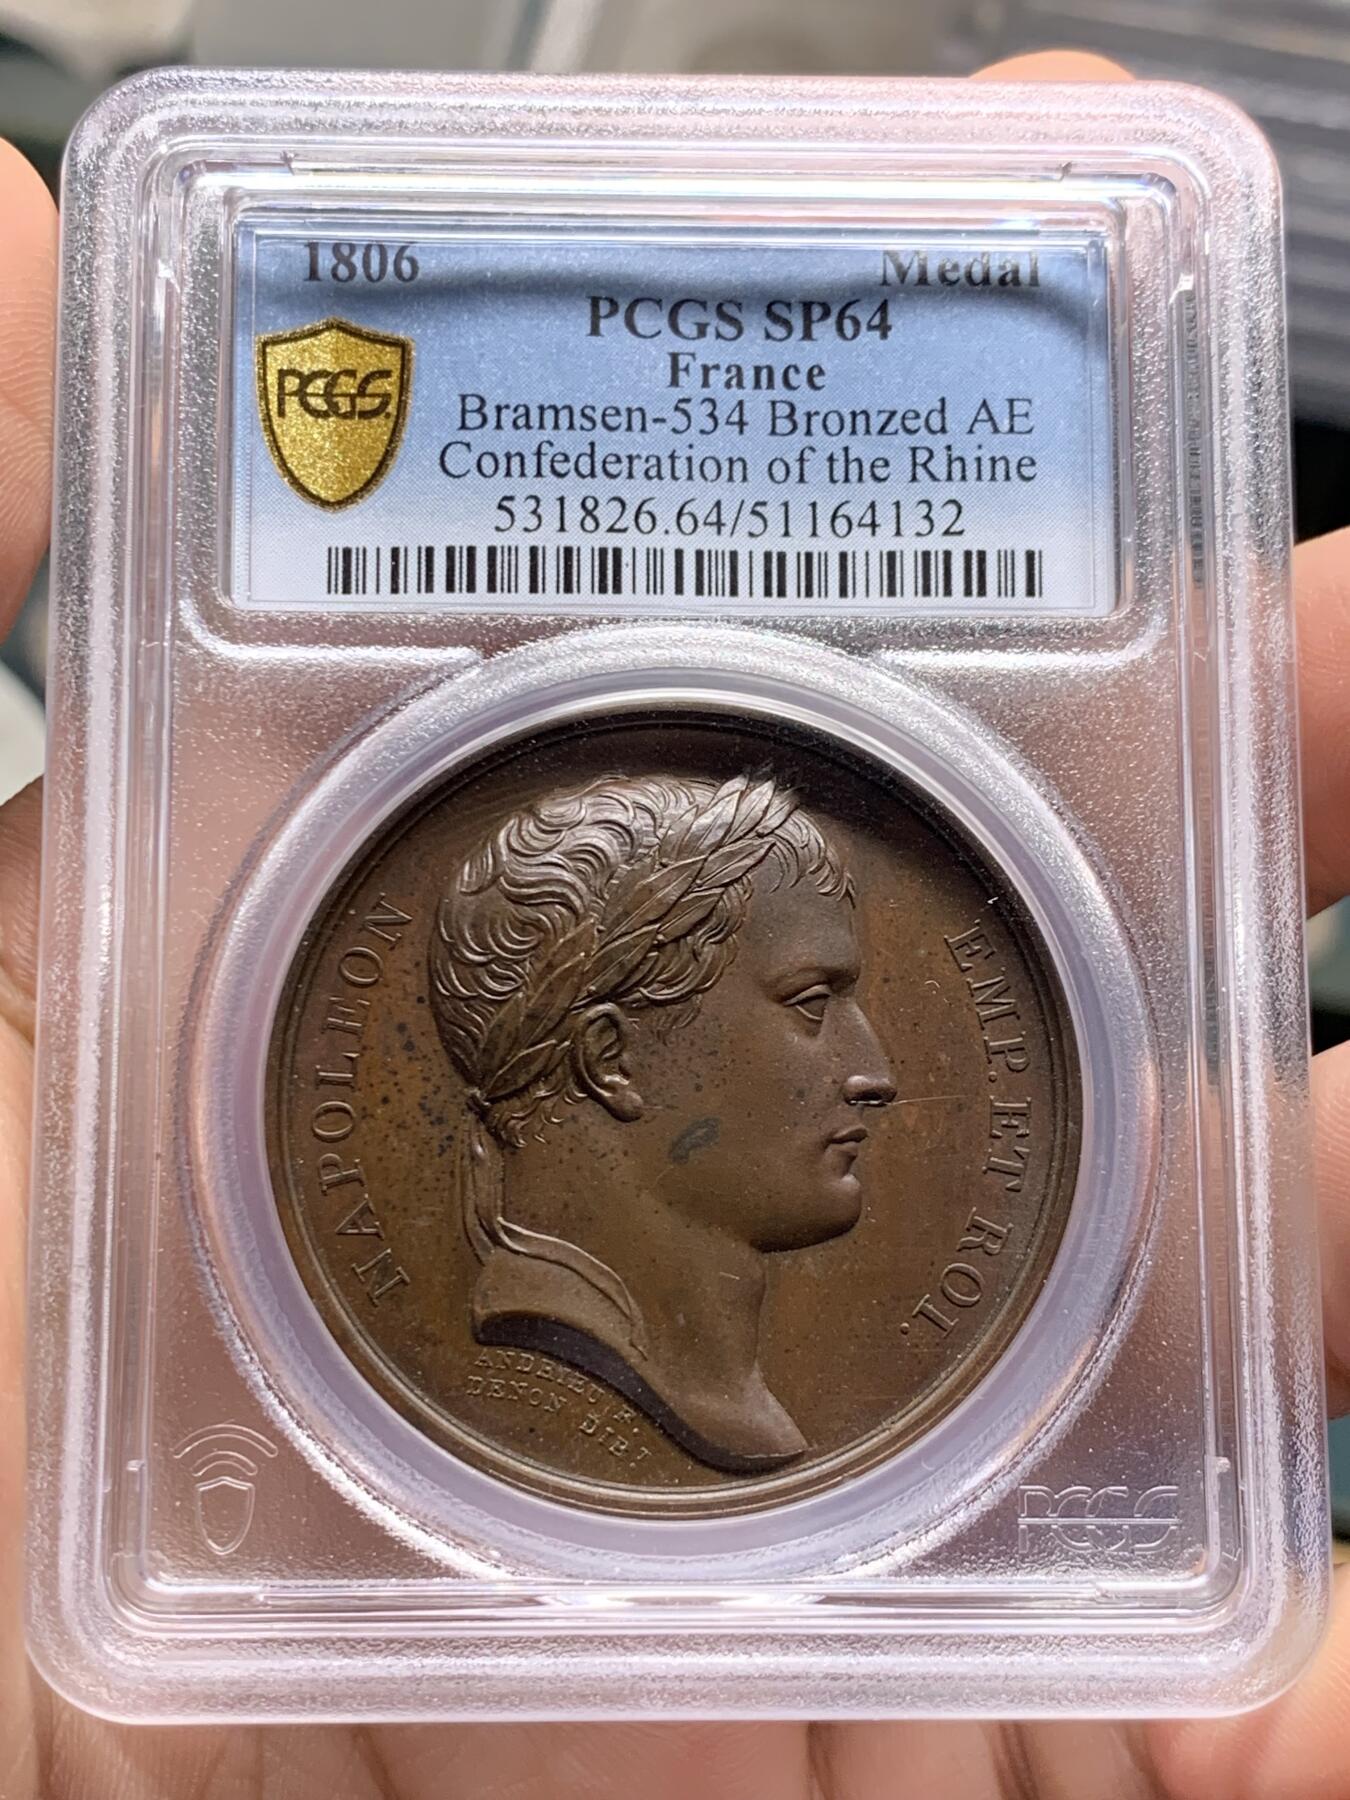 1806 Medal
PCGS SP64
France
PCGS
Bramsen-534 Bronzed AE
Confederation of the Rhine
531826.64/51164132
NAPOLEON EMP. ET ROI.
ANDRIEU F.
DENON DIR T
PCGS